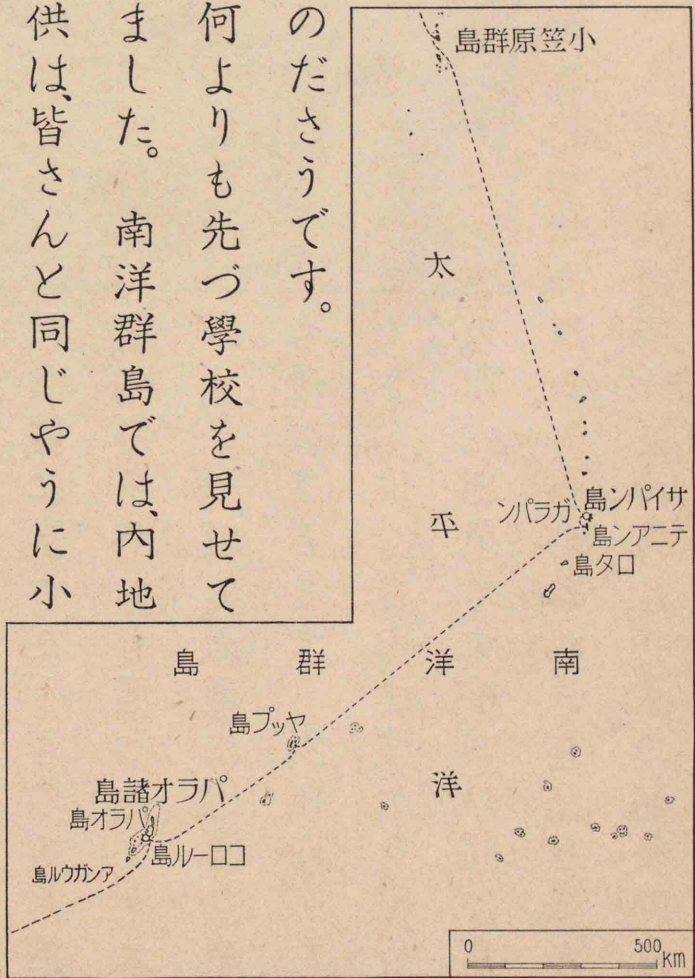 小笠原群島
太平洋
サイパン島
ガラパン
テニアン島
ロタ島
南洋群島
ヤップ島
パラオ諸島
パラオ島
コロール島
アンガウル島
0 500 km
のださうです。
何よりも先づ學校を見せて
ました。 南洋群島では、内地
供は、皆さんと同じやうに小